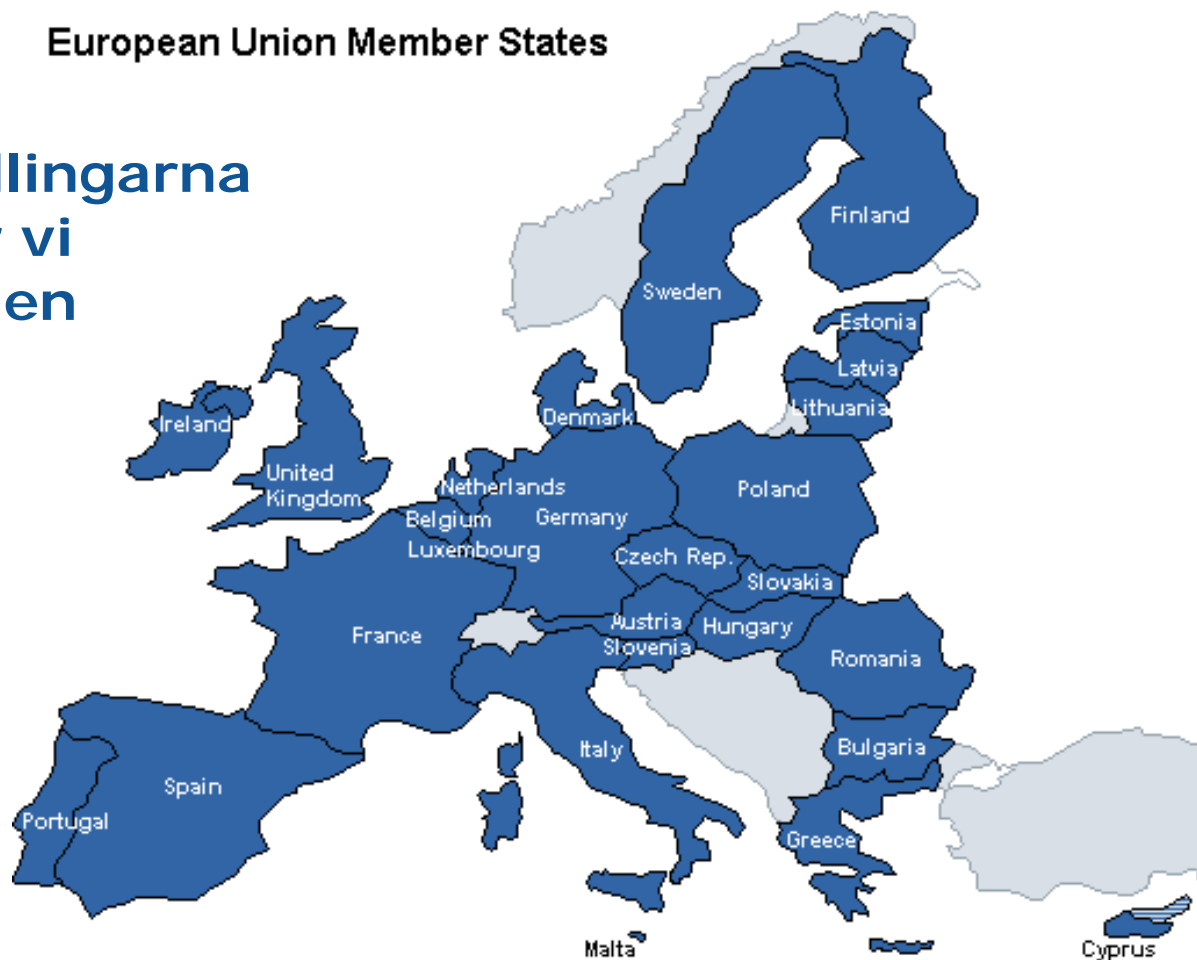 European Union Member States
llingarna
vi
en
Finland
Sweden
Estonia
Latvia
Lithuania
Denmark
Ireland
United
Kingdom
Netherlands
Poland
Belgium
Germany
Luxembourg
Czech Rep.
Slovakia
Austria
Hungary
France
Slovenia
Romania
Italy
Bulgaria
Spain
Portugal
Greece
Malta
Cyprus